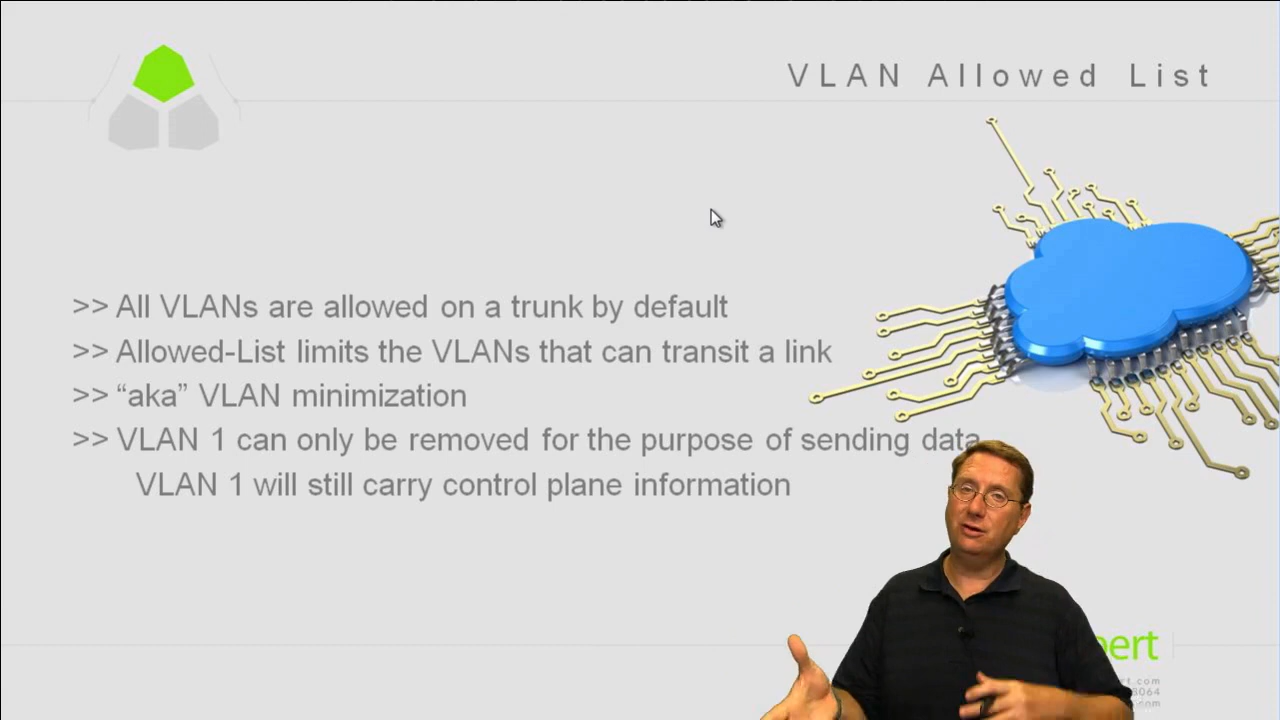 VLAN Allowed List
>> All VLANs are allowed on a trunk by default
>> Allowed-List limits the VLANs that can transit a link
>> “aka” VLAN minimization
>> VLAN 1 can only be removed for the purpose of sending data
VLAN 1 will still carry control plane information